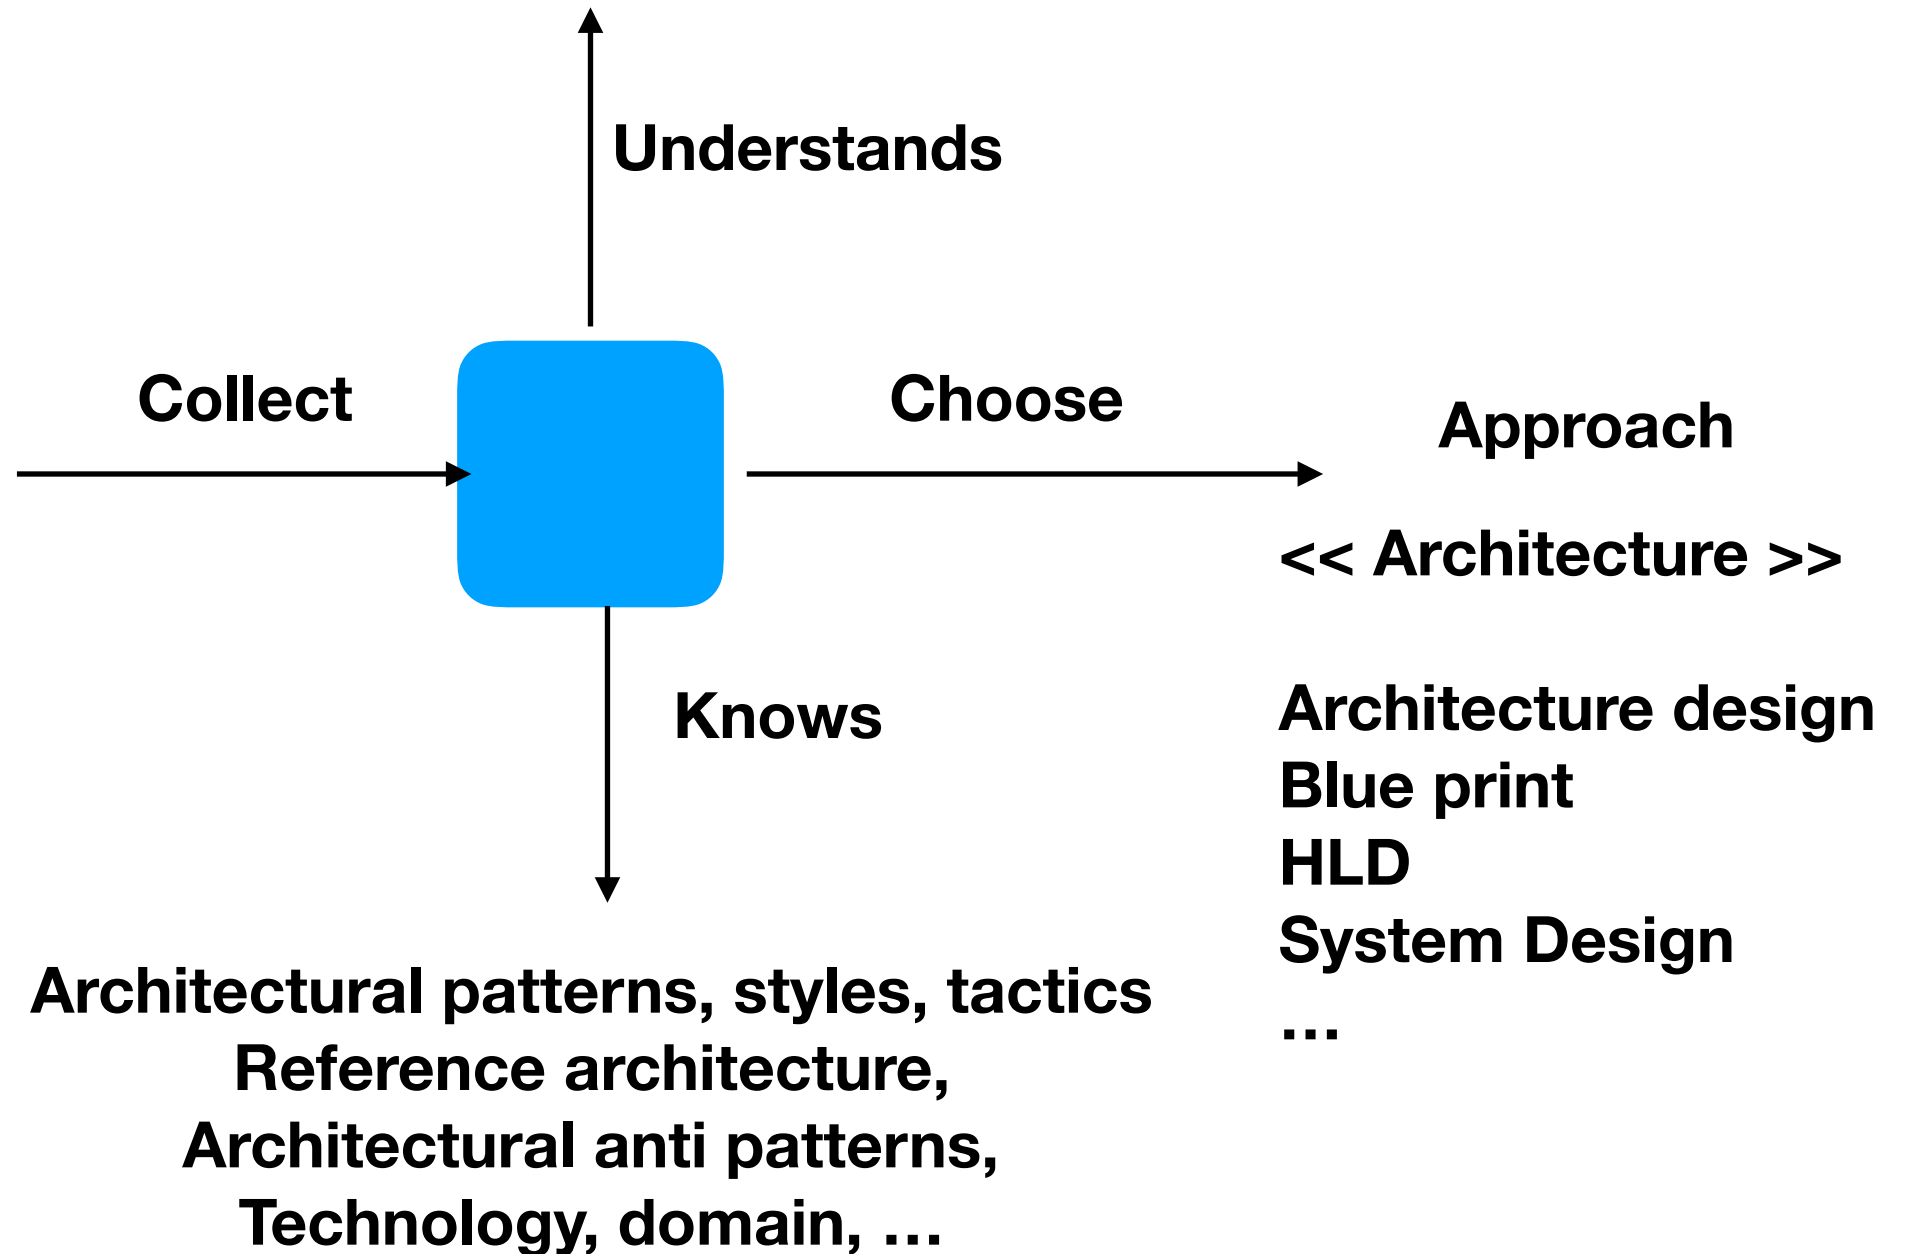 Understands
Collect
Choose
Approach
<< Architecture >>
Knows
Architecture design
Blue print
HLD
System Design
…
Architectural patterns, styles, tactics
Reference architecture,
Architectural anti patterns,
Technology, domain, …